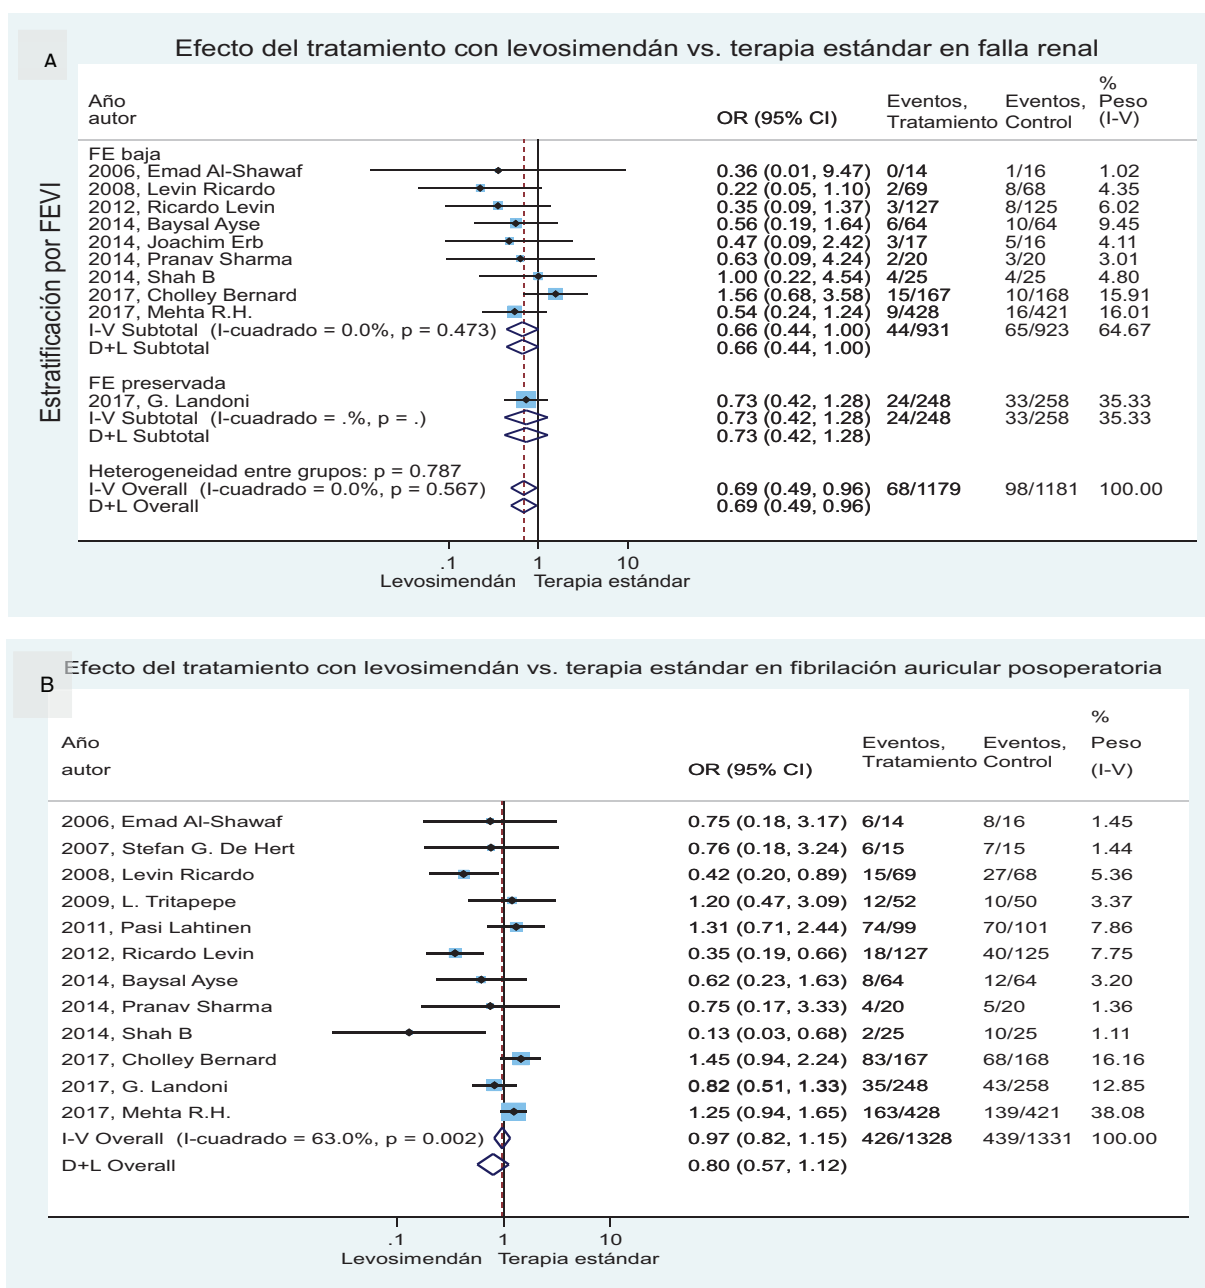 A
Efecto del tratamiento con levosimendán vs. terapia estándar en falla renal
Estratificación por FEVI
Año autor OR (95% CI) Eventos, Tratamiento Eventos, Control % Peso (I-V)
FE baja
2006, Emad Al-Shawaf 0.36 (0.01, 9.47) 0/14 1/16 1.02
2008, Levin Ricardo 0.22 (0.05, 1.10) 2/69 8/68 4.35
2012, Ricardo Levin 0.35 (0.09, 1.37) 3/127 8/125 6.02
2014, Baysal Ayse 0.56 (0.19, 1.64) 6/64 10/64 9.45
2014, Joachim Erb 0.47 (0.09, 2.42) 3/17 5/16 4.11
2014, Pranav Sharma 0.63 (0.09, 4.24) 2/20 3/20 3.01
2014, Shah B 1.00 (0.22, 4.54) 4/25 4/25 4.80
2017, Cholley Bernard 1.56 (0.68, 3.58) 15/167 10/168 15.91
2017, Mehta R.H. 0.54 (0.24, 1.24) 9/428 16/421 16.01
I-V Subtotal (I-cuadrado = 0.0%, p = 0.473) 0.66 (0.44, 1.00) 44/931 65/923 64.67
D+L Subtotal 0.66 (0.44, 1.00)
FE preservada
2017, G. Landoni 0.73 (0.42, 1.28) 24/248 33/258 35.33
I-V Subtotal (I-cuadrado = .%, p = .) 0.73 (0.42, 1.28) 24/248 33/258 35.33
D+L Subtotal 0.73 (0.42, 1.28)
Heterogeneidad entre grupos: p = 0.787
I-V Overall (I-cuadrado = 0.0%, p = 0.567) 0.69 (0.49, 0.96) 68/1179 98/1181 100.00
D+L Overall 0.69 (0.49, 0.96)
.1 1 10
Levosimendán Terapia estándar
B
Efecto del tratamiento con levosimendán vs. terapia estándar en fibrilación auricular posoperatoria
Año autor OR (95% CI) Eventos, Tratamiento Eventos, Control % Peso (I-V)
2006, Emad Al-Shawaf 0.75 (0.18, 3.17) 6/14 8/16 1.45
2007, Stefan G. De Hert 0.76 (0.18, 3.24) 6/15 7/15 1.44
2008, Levin Ricardo 0.42 (0.20, 0.89) 15/69 27/68 5.36
2009, L. Tritapepe 1.20 (0.47, 3.09) 12/52 10/50 3.37
2011, Pasi Lahtinen 1.31 (0.71, 2.44) 74/99 70/101 7.86
2012, Ricardo Levin 0.35 (0.19, 0.66) 18/127 40/125 7.75
2014, Baysal Ayse 0.62 (0.23, 1.63) 8/64 12/64 3.20
2014, Pranav Sharma 0.75 (0.17, 3.33) 4/20 5/20 1.36
2014, Shah B 0.13 (0.03, 0.68) 2/25 10/25 1.11
2017, Cholley Bernard 1.45 (0.94, 2.24) 83/167 68/168 16.16
2017, G. Landoni 0.82 (0.51, 1.33) 35/248 43/258 12.85
2017, Mehta R.H. 1.25 (0.94, 1.65) 163/428 139/421 38.08
I-V Overall (I-cuadrado = 63.0%, p = 0.002) 0.97 (0.82, 1.15) 426/1328 439/1331 100.00
D+L Overall 0.80 (0.57, 1.12)
.1 1 10
Levosimendán Terapia estándar